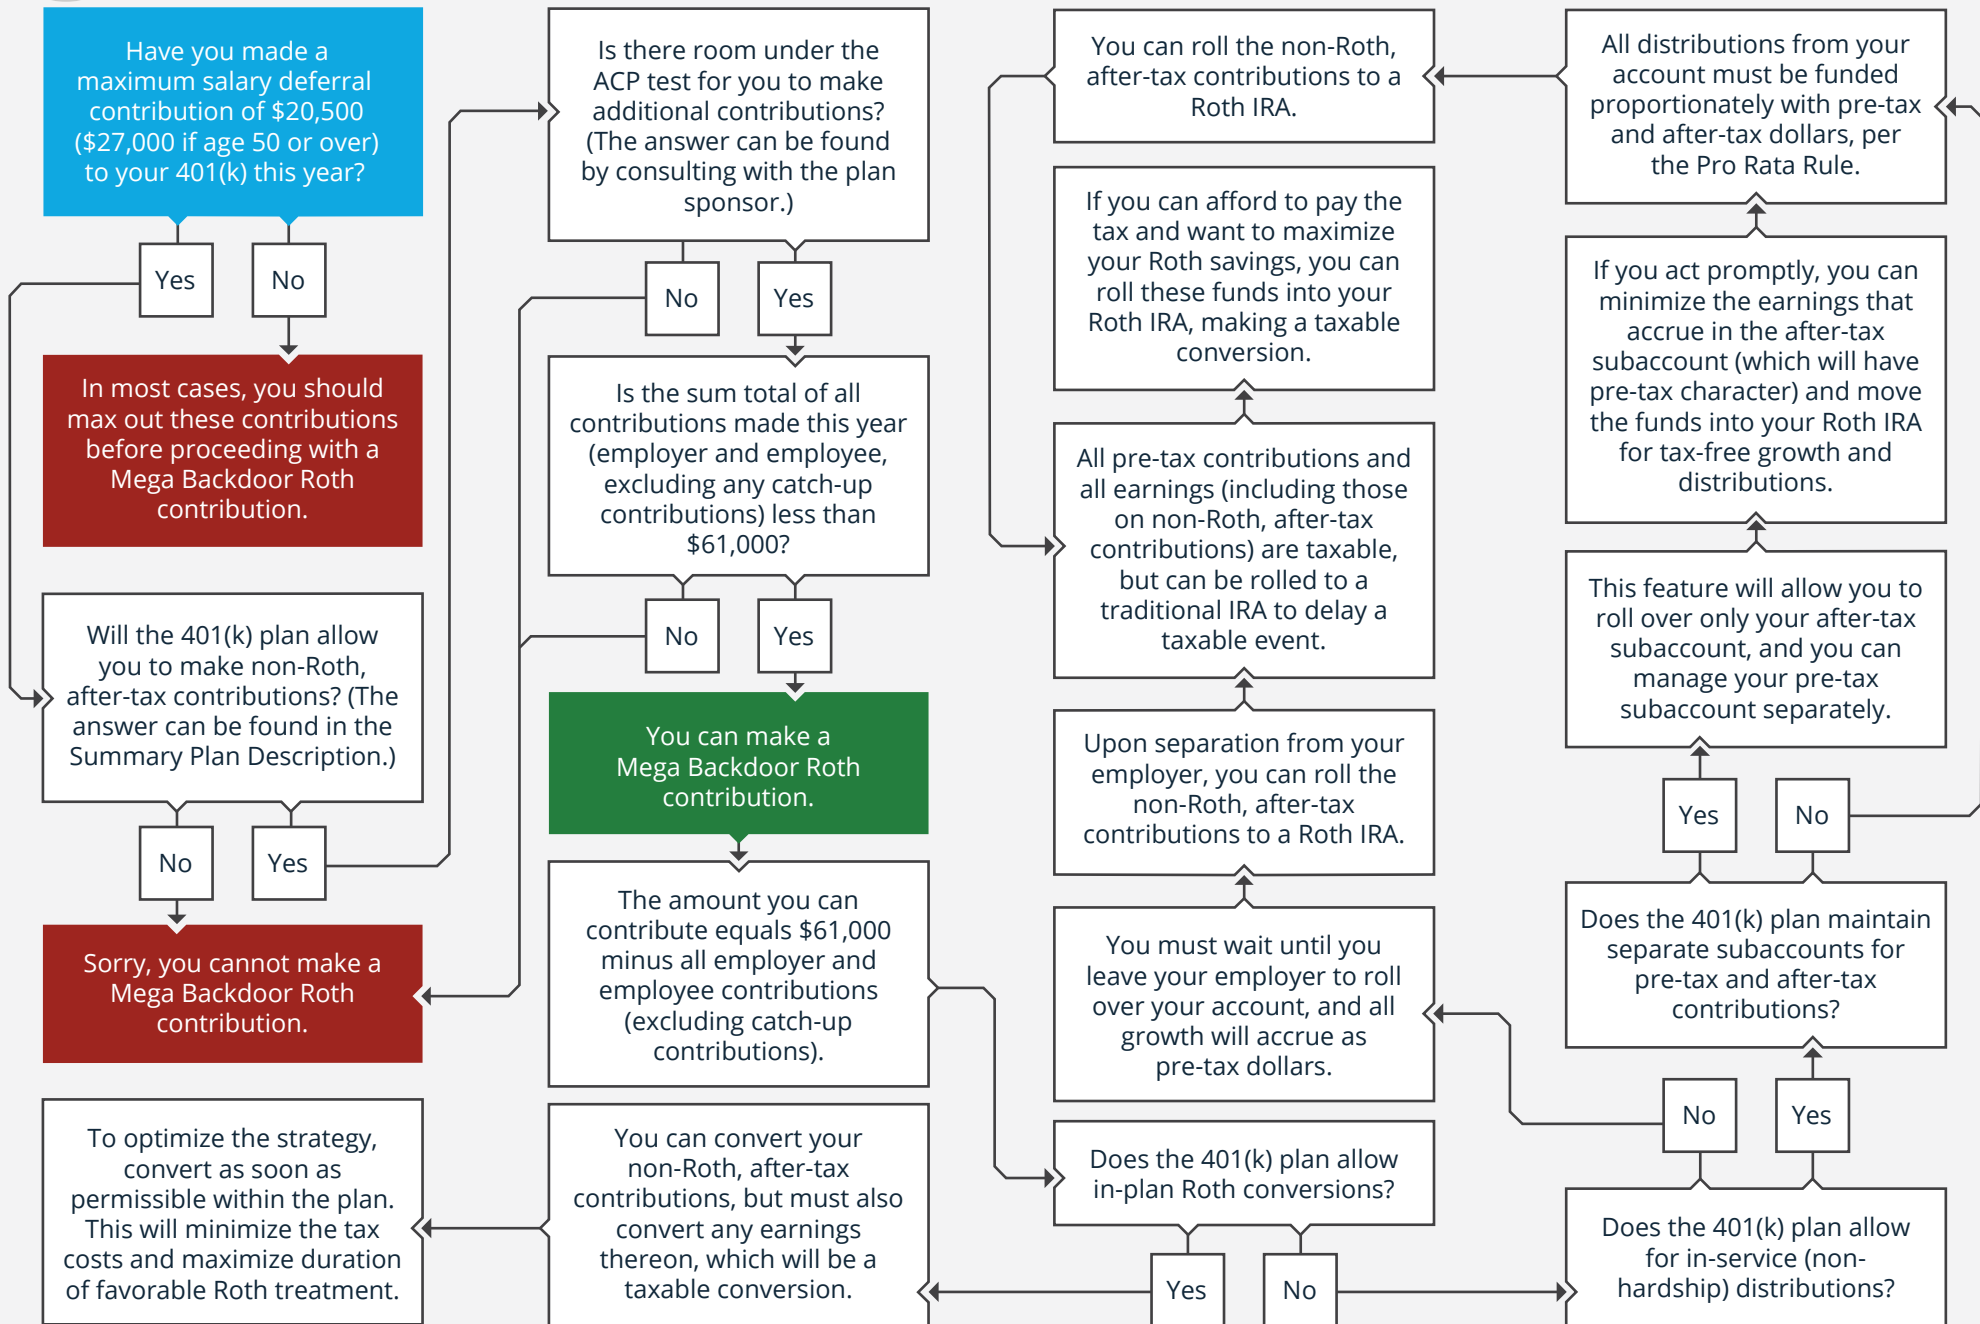 Have you made a
maximum salary deferral
contribution of $20,500
($27,000 if age 50 or over)
to your 401(k) this year?
Yes
No
In most cases, you should
max out these contributions
before proceeding with a
Mega Backdoor Roth
contribution.
Will the 401(k) plan allow
you to make non-Roth,
after-tax contributions? (The
answer can be found in the
Summary Plan Description.)
No
Yes
Sorry, you cannot make a
Mega Backdoor Roth
contribution.
To optimize the strategy,
convert as soon as
permissible within the plan.
This will minimize the tax
costs and maximize duration
of favorable Roth treatment.
Is there room under the
ACP test for you to make
additional contributions?
(The answer can be found
by consulting with the plan
sponsor.)
No
Yes
Is the sum total of all
contributions made this year
(employer and employee,
excluding any catch-up
contributions) less than
$61,000?
No
Yes
You can make a
Mega Backdoor Roth
contribution.
The amount you can
contribute equals $61,000
minus all employer and
employee contributions
(excluding catch-up
contributions).
You can convert your
non-Roth, after-tax
contributions, but must also
convert any earnings
thereon, which will be a
taxable conversion.
You can roll the non-Roth,
after-tax contributions to a
Roth IRA.
If you can afford to pay the
tax and want to maximize
your Roth savings, you can
roll these funds into your
Roth IRA, making a taxable
conversion.
All pre-tax contributions and
all earnings (including those
on non-Roth, after-tax
contributions) are taxable,
but can be rolled to a
traditional IRA to delay a
taxable event.
Upon separation from your
employer, you can roll the
non-Roth, after-tax
contributions to a Roth IRA.
You must wait until you
leave your employer to roll
over your account, and all
growth will accrue as
pre-tax dollars.
Does the 401(k) plan allow
in-plan Roth conversions?
Yes
No
All distributions from your
account must be funded
proportionately with pre-tax
and after-tax dollars, per
the Pro Rata Rule.
If you act promptly, you can
minimize the earnings that
accrue in the after-tax
subaccount (which will have
pre-tax character) and move
the funds into your Roth IRA
for tax-free growth and
distributions.
This feature will allow you to
roll over only your after-tax
subaccount, and you can
manage your pre-tax
subaccount separately.
Yes
No
Does the 401(k) plan maintain
separate subaccounts for
pre-tax and after-tax
contributions?
No
Yes
Does the 401(k) plan allow
for in-service (non-
hardship) distributions?